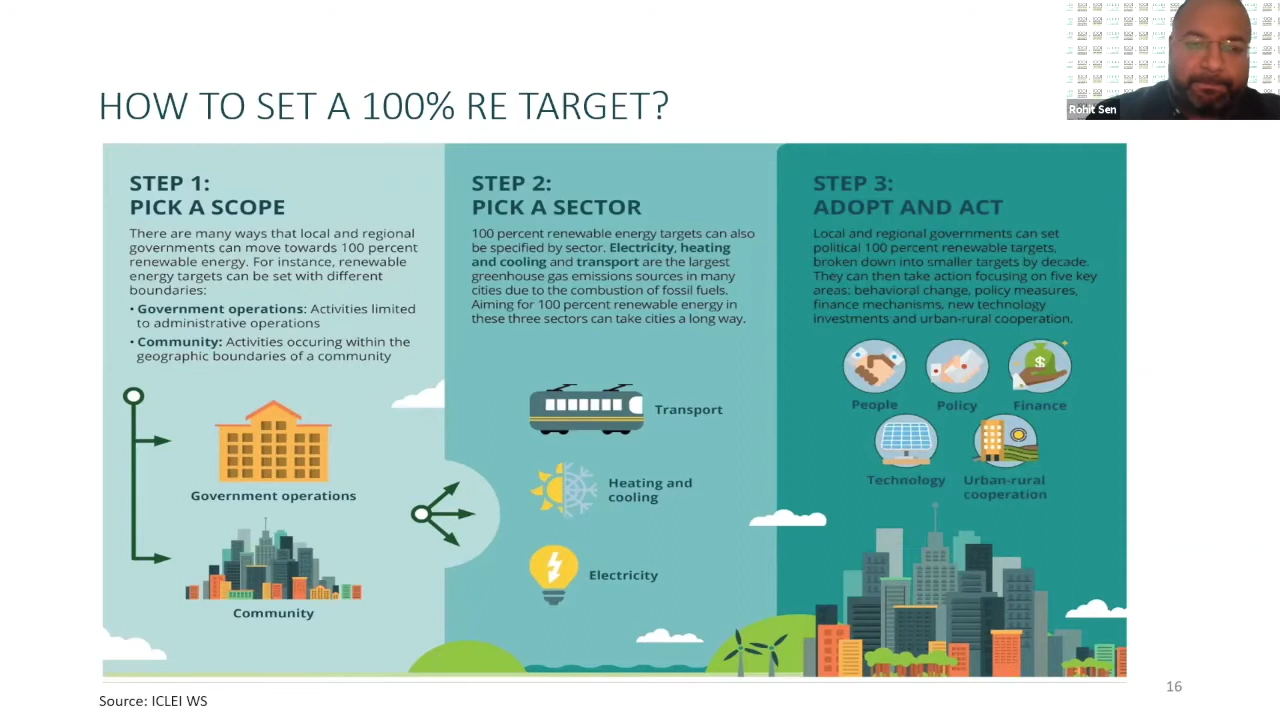 HOW TO SET A 100% RE TARGET?
Rohit Sen
STEP 1:
PICK A SCOPE
There are many ways that local and regional
governments can move towards 100 percent
renewable energy. For instance, renewable
energy targets can be set with different
boundaries:
• Government operations: Activities limited
to administrative operations
• Community: Activities occuring within the
geographic boundaries of a community
Government operations
Community
STEP 2:
PICK A SECTOR
100 percent renewable energy targets can also
be specified by sector. Electricity, heating
and cooling and transport are the largest
greenhouse gas emissions sources in many
cities due to the combustion of fossil fuels.
Aiming for 100 percent renewable energy in
these three sectors can take cities a long way.
Transport
Heating and
cooling
Electricity
STEP 3:
ADOPT AND ACT
Local and regional governments can set
political 100 percent renewable targets,
broken down into smaller targets by decade.
They can then take action focusing on five key
areas: behavioral change, policy measures,
finance mechanisms, new technology
investments and urban-rural cooperation.
People
Policy
Finance
$
Technology
Urban-rural
cooperation
Source: ICLEI WS
16